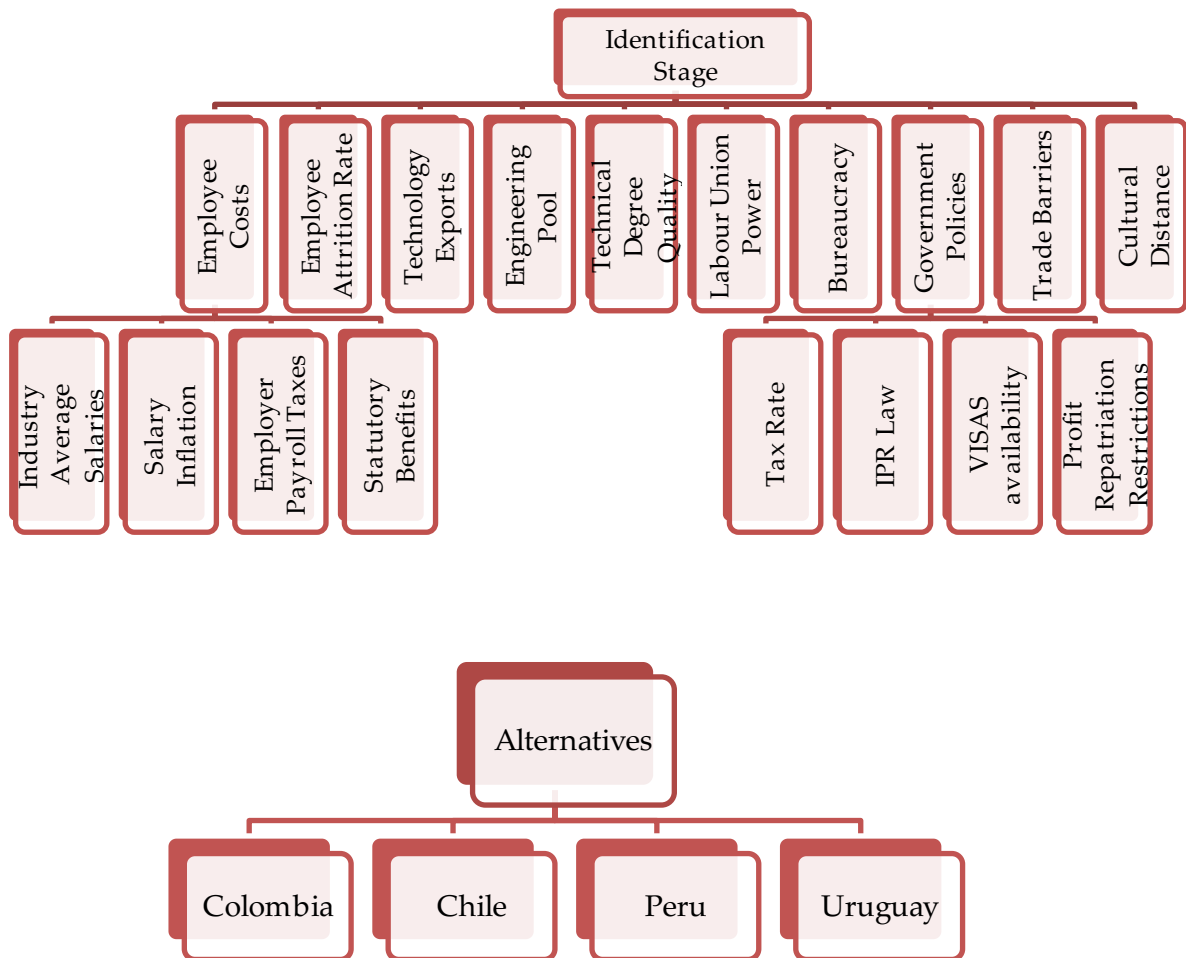 Identification
Stage
Employee
Costs
Employee
Attrition Rate
Technology
Exports
Engineering
Pool
Technical
Degree
Quality
Labour Union
Power
Bureaucracy
Government
Policies
Trade Barriers
Cultural
Distance
Industry
Average
Salaries
Salary
Inflation
Employer
Payroll Taxes
Statutory
Benefits
Tax Rate
IPR Law
VISAS
availability
Profit
Repatriation
Restrictions
Alternatives
Colombia
Chile
Peru
Uruguay